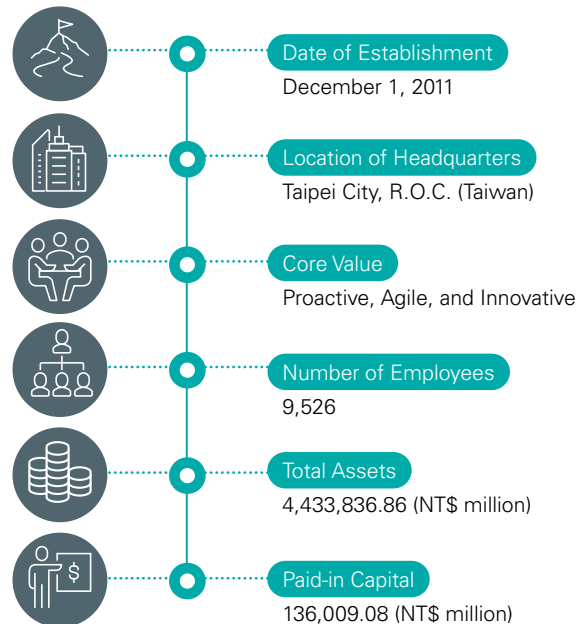 Date of Establishment
December 1, 2011
Location of Headquarters
Taipei City, R.O.C. (Taiwan)
Core Value
Proactive, Agile, and Innovative
Number of Employees
9,526
Total Assets
4,433,836.86 (NT$ million)
$
Paid-in Capital
136,009.08 (NT$ million)